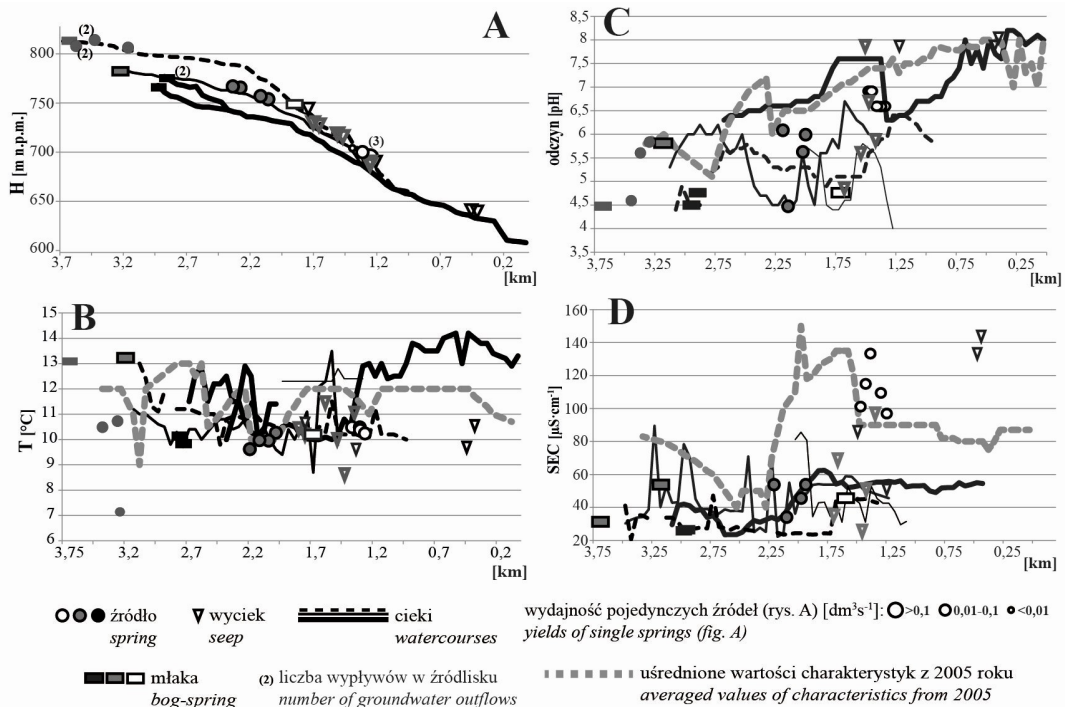 A
H [m n.p.m.]
800
750
700
650
600
(2)
(2)
(2)
(3)
3,7 3,2 2,7 2,2 1,7 1,2 0,7 0,2
[km]
C
odczyn [pH]
8,5
8
7,5
7
6,5
6
5,5
5
4,5
4
3,5
3,75 3,25 2,75 2,25 1,75 1,25 0,75 0,25
[km]
B
T [°C]
15
14
13
12
11
10
9
8
7
6
3,75 3,2 2,7 2,2 1,7 1,2 0,7 0,2
[km]
D
SEC [µS·cm⁻¹]
160
140
120
100
80
60
40
20
3,75 3,25 2,75 2,25 1,75 1,25 0,75 0,25
[km]
źródło
spring
wyciek
seep
cieki
watercourses
wydajność pojedynczych źródeł (rys. A) [dm³s⁻¹]: >0,1 0,01-0,1 <0,01
yields of single springs (fig. A)
młaka
bog-spring
(2) liczba wypływów w źródlisku
number of groundwater outflows
uśrednione wartości charakterystyk z 2005 roku
averaged values of characteristics from 2005